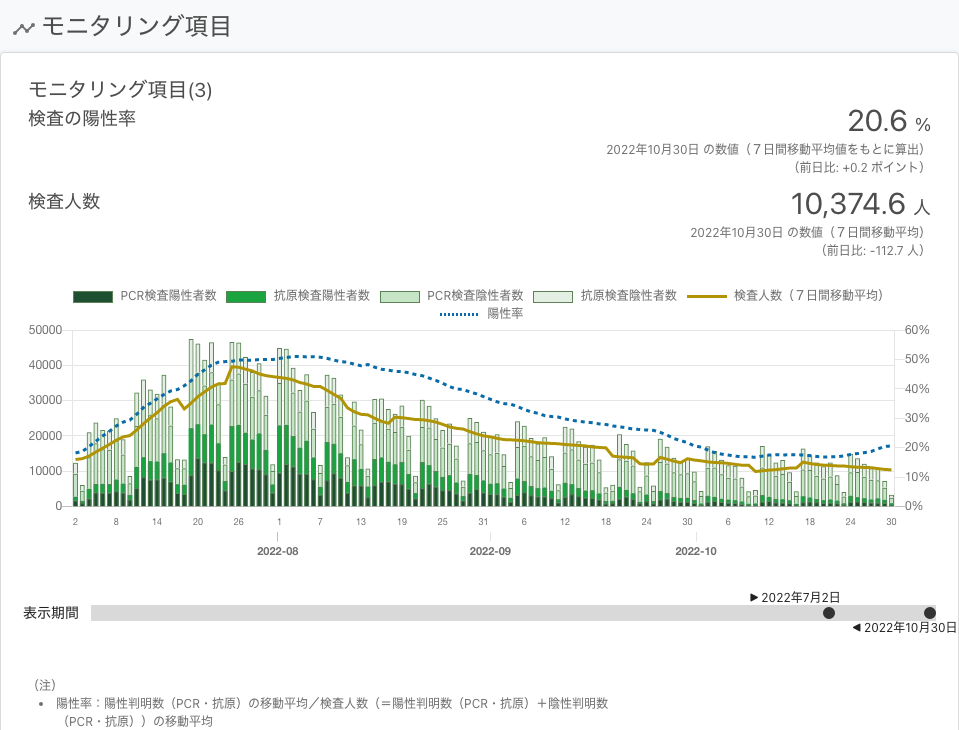 モニタリング項目
モニタリング項目(3)
検査の陽性率
20.6 %
2022年10月30日 の数値（７日間移動平均値をもとに算出）
（前日比: +0.2 ポイント）
検査人数
10,374.6 人
2022年10月30日 の数値（７日間移動平均）
（前日比: -112.7 人）
PCR検査陽性者数 抗原検査陽性者数 PCR検査陰性者数 抗原検査陰性者数 検査人数（７日間移動平均）
陽性率
50000 60%
40000 50%
30000 40%
20000 30%
10000 20%
0 10%
0%
2 8 14 20 26 1 7 13 19 25 31 6 12 18 24 30 6 12 18 24 30
2022-08 2022-09 2022-10
▶ 2022年7月2日
表示期間
◀ 2022年10月30日
（注）
• 陽性率：陽性判明数（PCR・抗原）の移動平均／検査人数（＝陽性判明数（PCR・抗原）＋陰性判明数
（PCR・抗原））の移動平均